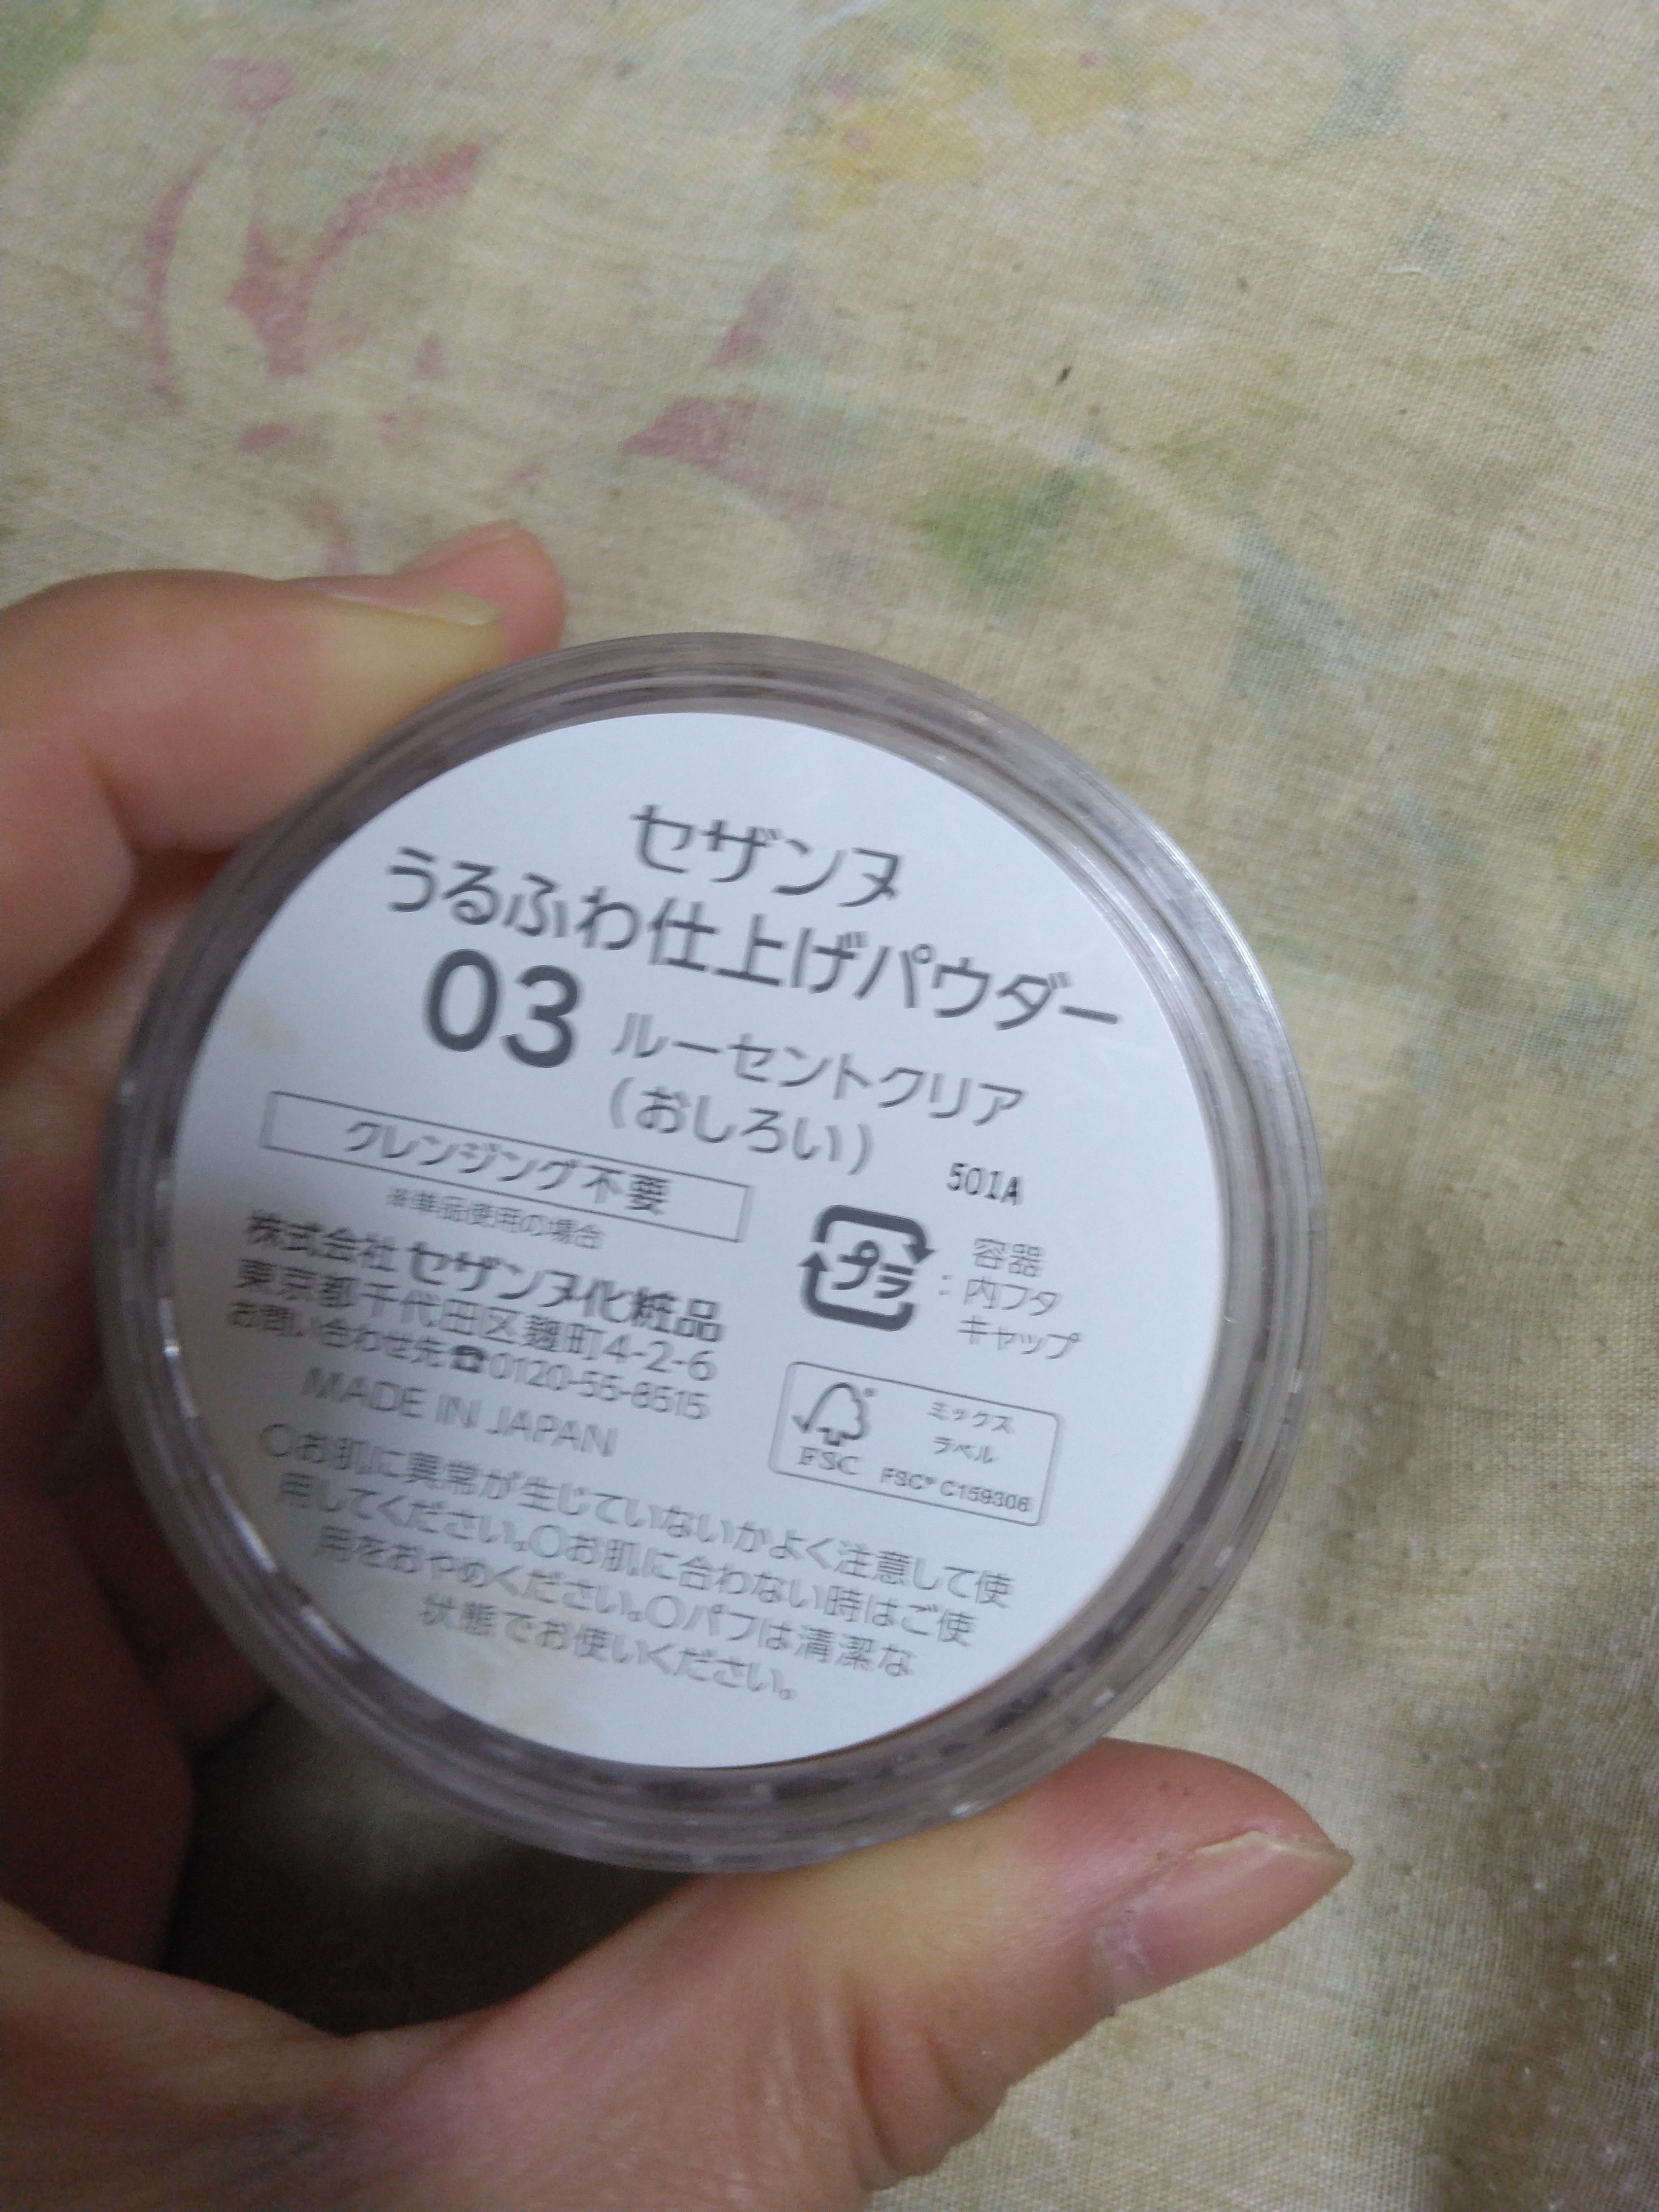 セザンヌ
うるふわ仕上げパウダー
03 ルーセントクリア
(おしろい)
クレンジング不要
※単品使用の場合
501A
株式会社 セザンヌ化粧品
東京都千代田区麹町4-2-6
お問い合わせ先☎0120-55-8515
MADE IN JAPAN
プラ
容器
:内フタ
キャップ
FSC
ミックス
ラベル
FSC® C159306
○お肌に異常が生じていないかよく注意して使
用してください。○お肌に合わない時はご使
用をおやめください。○パフは清潔な
状態でお使いください。